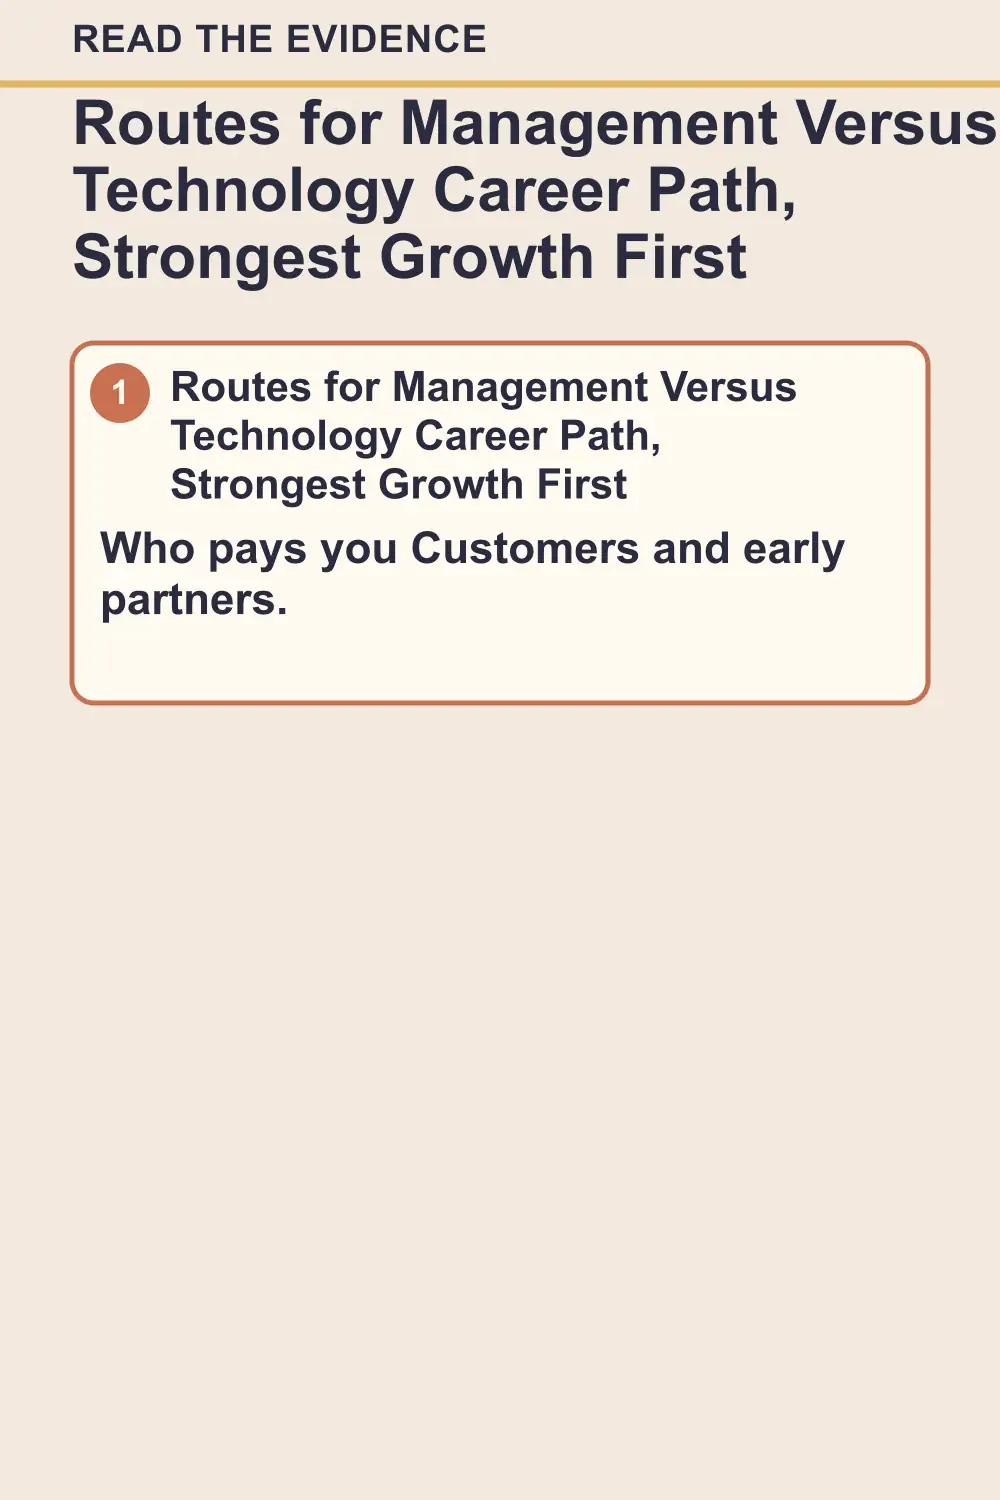 READ THE EVIDENCE
Routes for Management Versus
Technology Career Path,
Strongest Growth First
1
Routes for Management Versus
Technology Career Path,
Strongest Growth First
Who pays you Customers and early
partners.